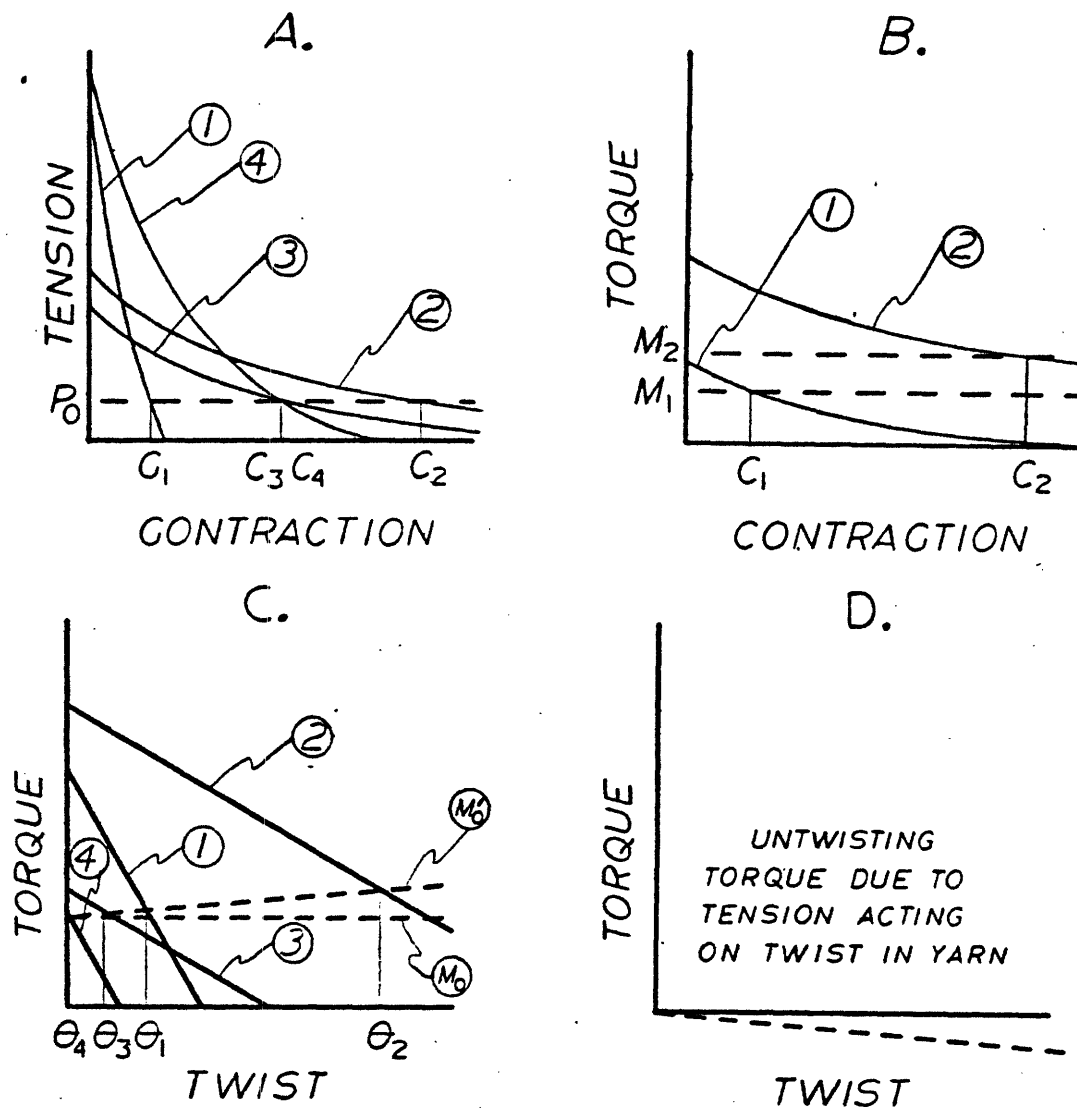 A.
TENSION
1
4
3
2
P0
C1
C3 C4
C2
CONTRACTION
B.
TORQUE
1
2
M2
M1
C1
C2
CONTRACTION
C.
TORQUE
2
M0'
4
1
3
M0
θ4 θ3 θ1
θ2
TWIST
D.
TORQUE
UNTWISTING
TORQUE DUE TO
TENSION ACTING
ON TWIST IN YARN
TWIST